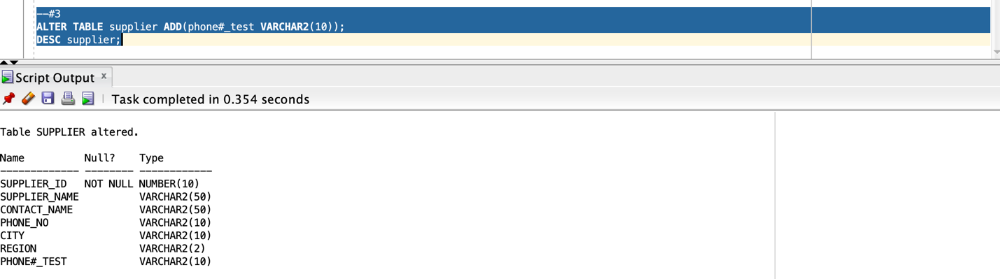 --#3
ALTER TABLE supplier ADD(phone#_test VARCHAR2(10));
DESC supplier;
Script Output x
Task completed in 0.354 seconds
Table SUPPLIER altered.
Name          Null?    Type
------------- -------- ------------
SUPPLIER_ID   NOT NULL NUMBER(10)
SUPPLIER_NAME          VARCHAR2(50)
CONTACT_NAME           VARCHAR2(50)
PHONE_NO               VARCHAR2(10)
CITY                   VARCHAR2(10)
REGION                 VARCHAR2(2)
PHONE#_TEST            VARCHAR2(10)